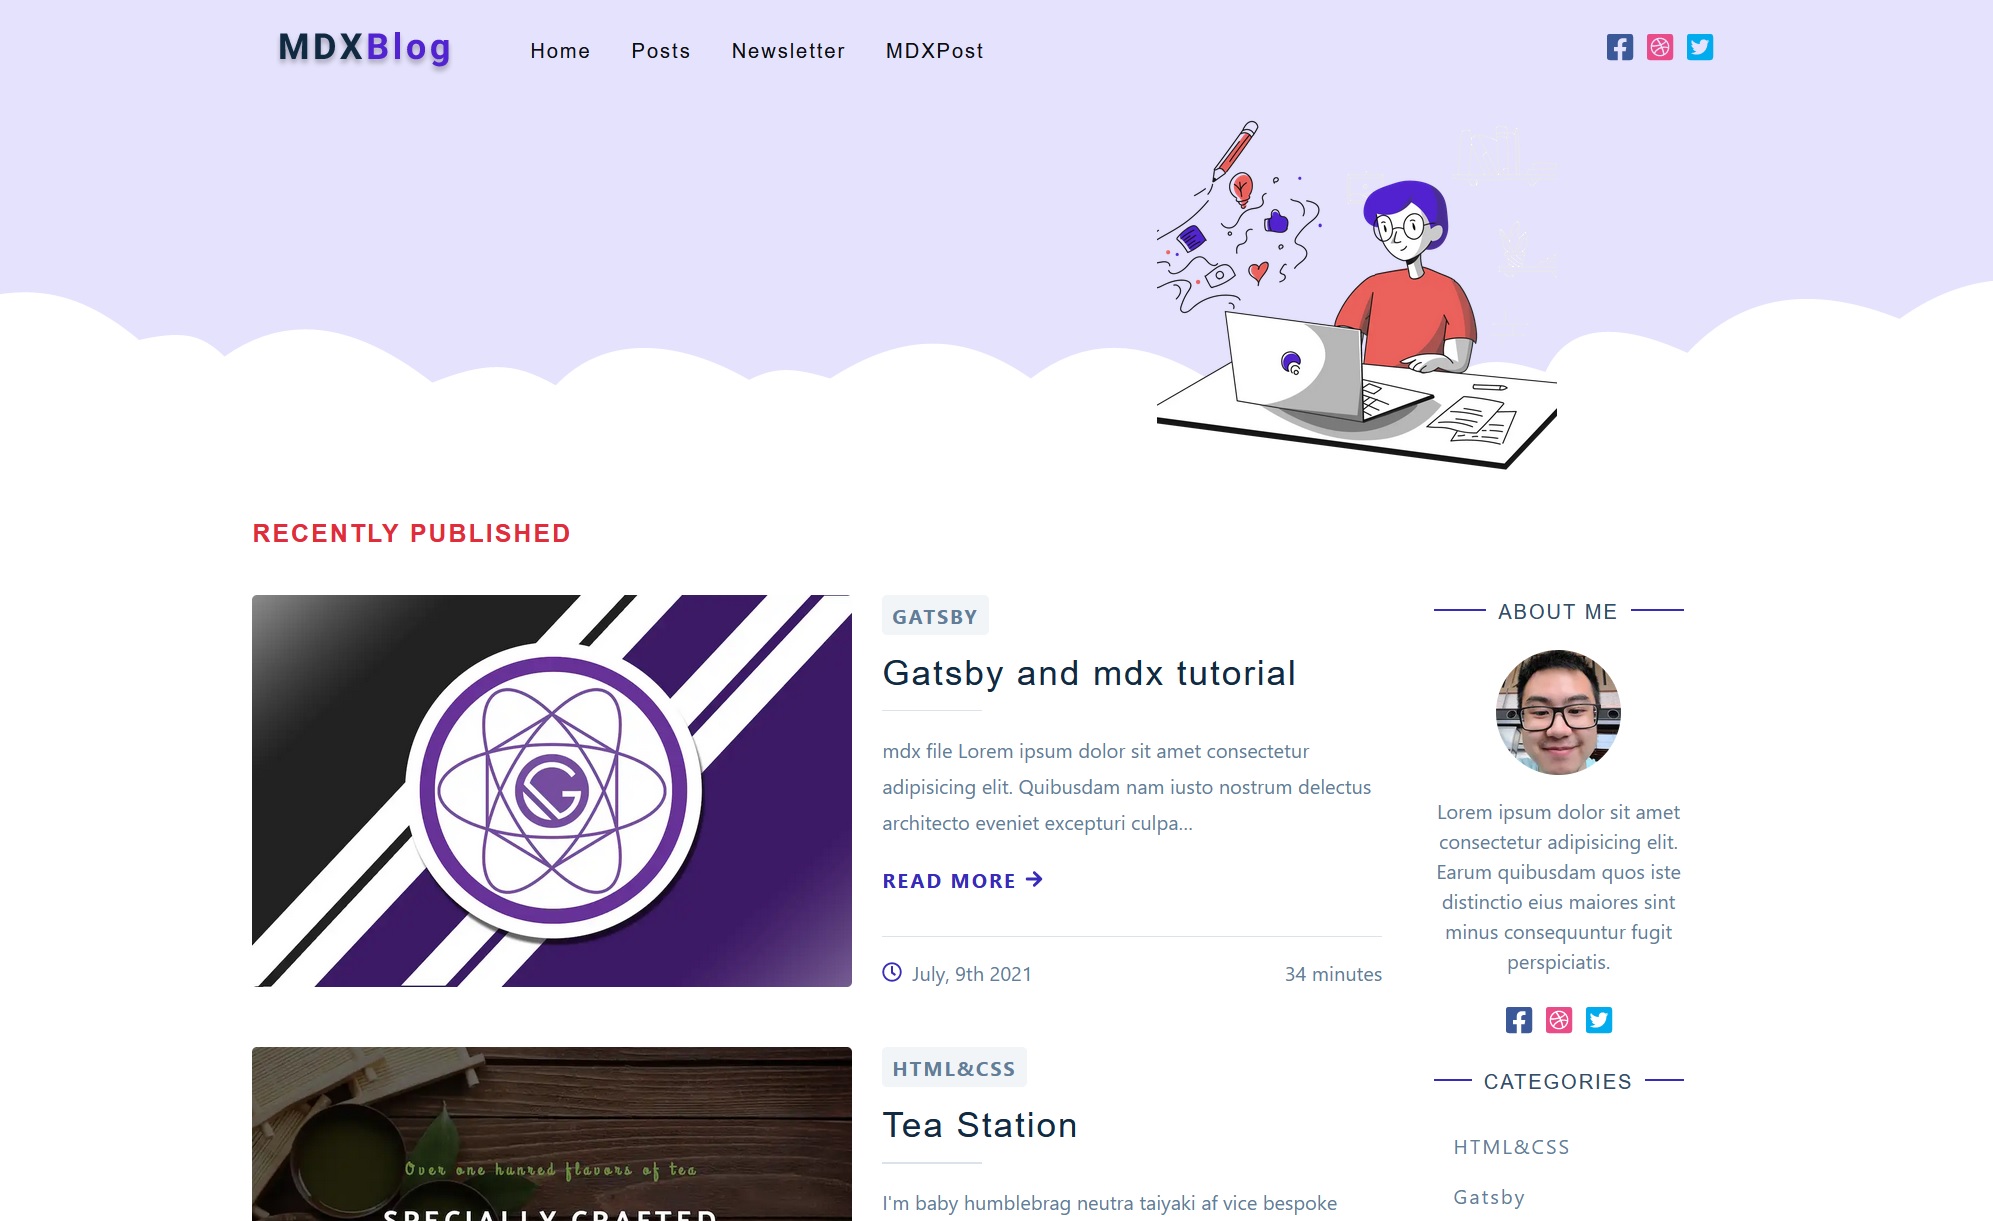 MDXBlog
Home
Posts
Newsletter
MDXPost
RECENTLY PUBLISHED
GATSBY
Gatsby and mdx tutorial
mdx file Lorem ipsum dolor sit amet consectetur
adipisicing elit. Quibusdam nam iusto nostrum delectus
architecto eveniet excepturi culpa...
READ MORE
July, 9th 2021
34 minutes
Over one hunred flavors of tea
SPECIALLY CRAFTED
HTML&CSS
Tea Station
I'm baby humblebrag neutra taiyaki af vice bespoke
ABOUT ME
Lorem ipsum dolor sit amet
consectetur adipisicing elit.
Earum quibusdam quos iste
distinctio eius maiores sint
minus consequuntur fugit
perspiciatis.
CATEGORIES
HTML&CSS
Gatsby